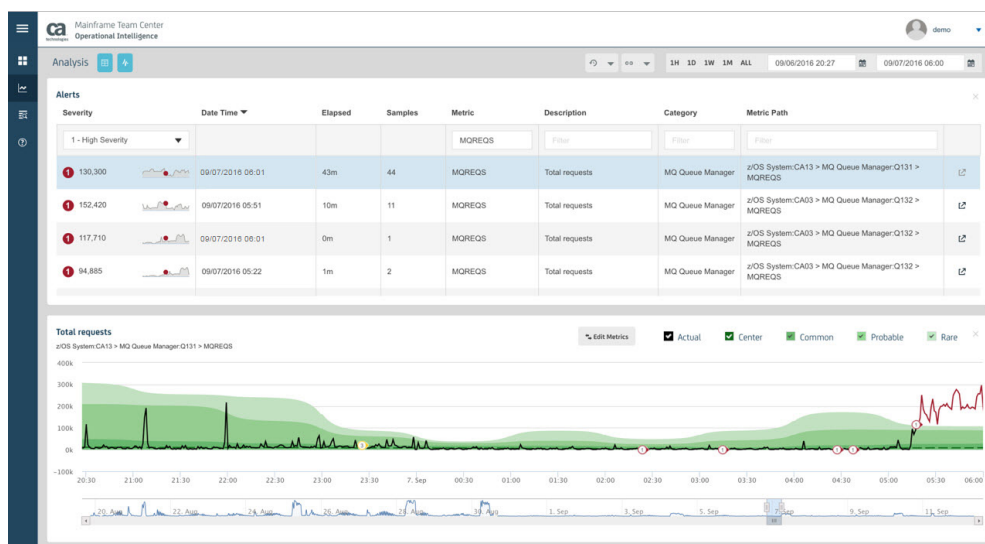 ca
technologies
Mainframe Team Center
Operational Intelligence
demo
Analysis
1H 1D 1W 1M ALL
09/06/2016 20:27
09/07/2016 06:00
Alerts
Severity Date Time Elapsed Samples Metric Description Category Metric Path
1 - High Severity MQREQS Filter Filter Filter
1 130,300 09/07/2016 06:01 43m 44 MQREQS Total requests MQ Queue Manager z/OS System:CA13 > MQ Queue Manager:Q131 >
MQREQS
1 152,420 09/07/2016 05:51 10m 11 MQREQS Total requests MQ Queue Manager z/OS System:CA03 > MQ Queue Manager:Q132 >
MQREQS
1 117,710 09/07/2016 06:01 0m 1 MQREQS Total requests MQ Queue Manager z/OS System:CA03 > MQ Queue Manager:Q132 >
MQREQS
1 94,885 09/07/2016 05:22 1m 2 MQREQS Total requests MQ Queue Manager z/OS System:CA03 > MQ Queue Manager:Q132 >
MQREQS
Total requests
z/OS System:CA13 > MQ Queue Manager:Q131 > MQREQS
Edit Metrics
Actual Center Common Probable Rare
400k
300k
200k
100k
0k
-100k
20:30 21:00 21:30 22:00 22:30 23:00 23:30 7. Sep 00:30 01:00 01:30 02:00 02:30 03:00 03:30 04:00 04:30 05:00 05:30 06:00
20. Aug 22. Aug 24. Aug 26. Aug 28. Aug 30. Aug 1. Sep 3. Sep 5. Sep 7. Sep 9. Sep 11. Sep